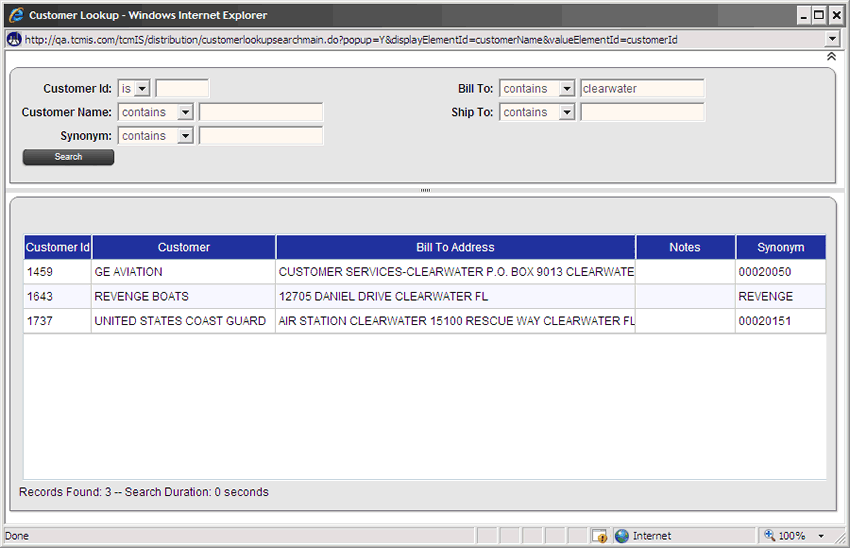 Customer Lookup - Windows Internet Explorer
http://qa.tcmis.com/tcmIS/distribution/customerlookupsearchmain.do?popup=Y&displayElementId=customerName&valueElementId=customerId
Customer Id: is Bill To: contains clearwater
Customer Name: contains Ship To: contains
Synonym: contains
Search
Customer Id Customer Bill To Address Notes Synonym
1459 GE AVIATION CUSTOMER SERVICES-CLEARWATER P.O. BOX 9013 CLEARWATE 00020050
1643 REVENGE BOATS 12705 DANIEL DRIVE CLEARWATER FL REVENGE
1737 UNITED STATES COAST GUARD AIR STATION CLEARWATER 15100 RESCUE WAY CLEARWATER FL 00020151
Records Found: 3 -- Search Duration: 0 seconds
Done Internet 100%